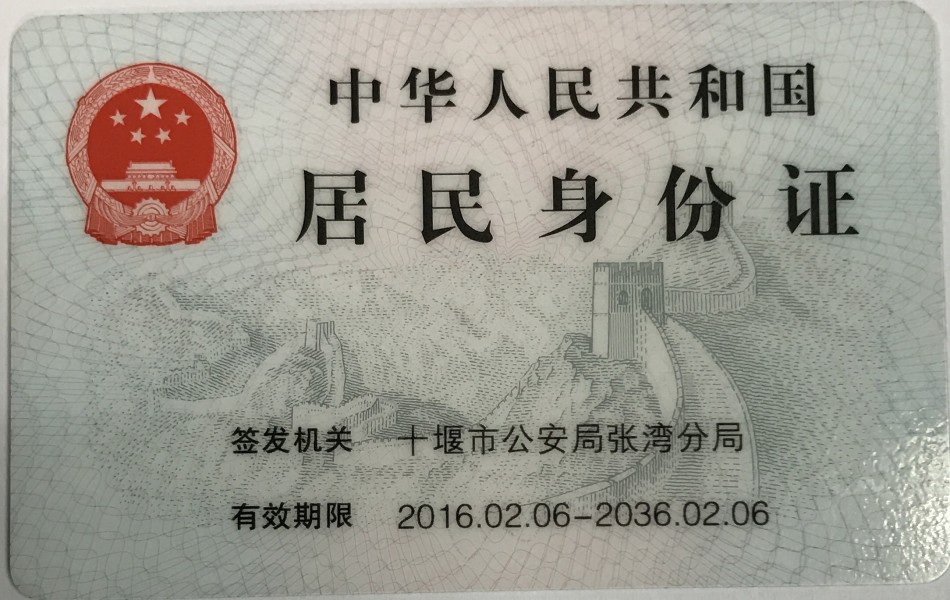 中华人民共和国
居民身份证
签发机关 十堰市公安局张湾分局
有效期限 2016.02.06-2036.02.06